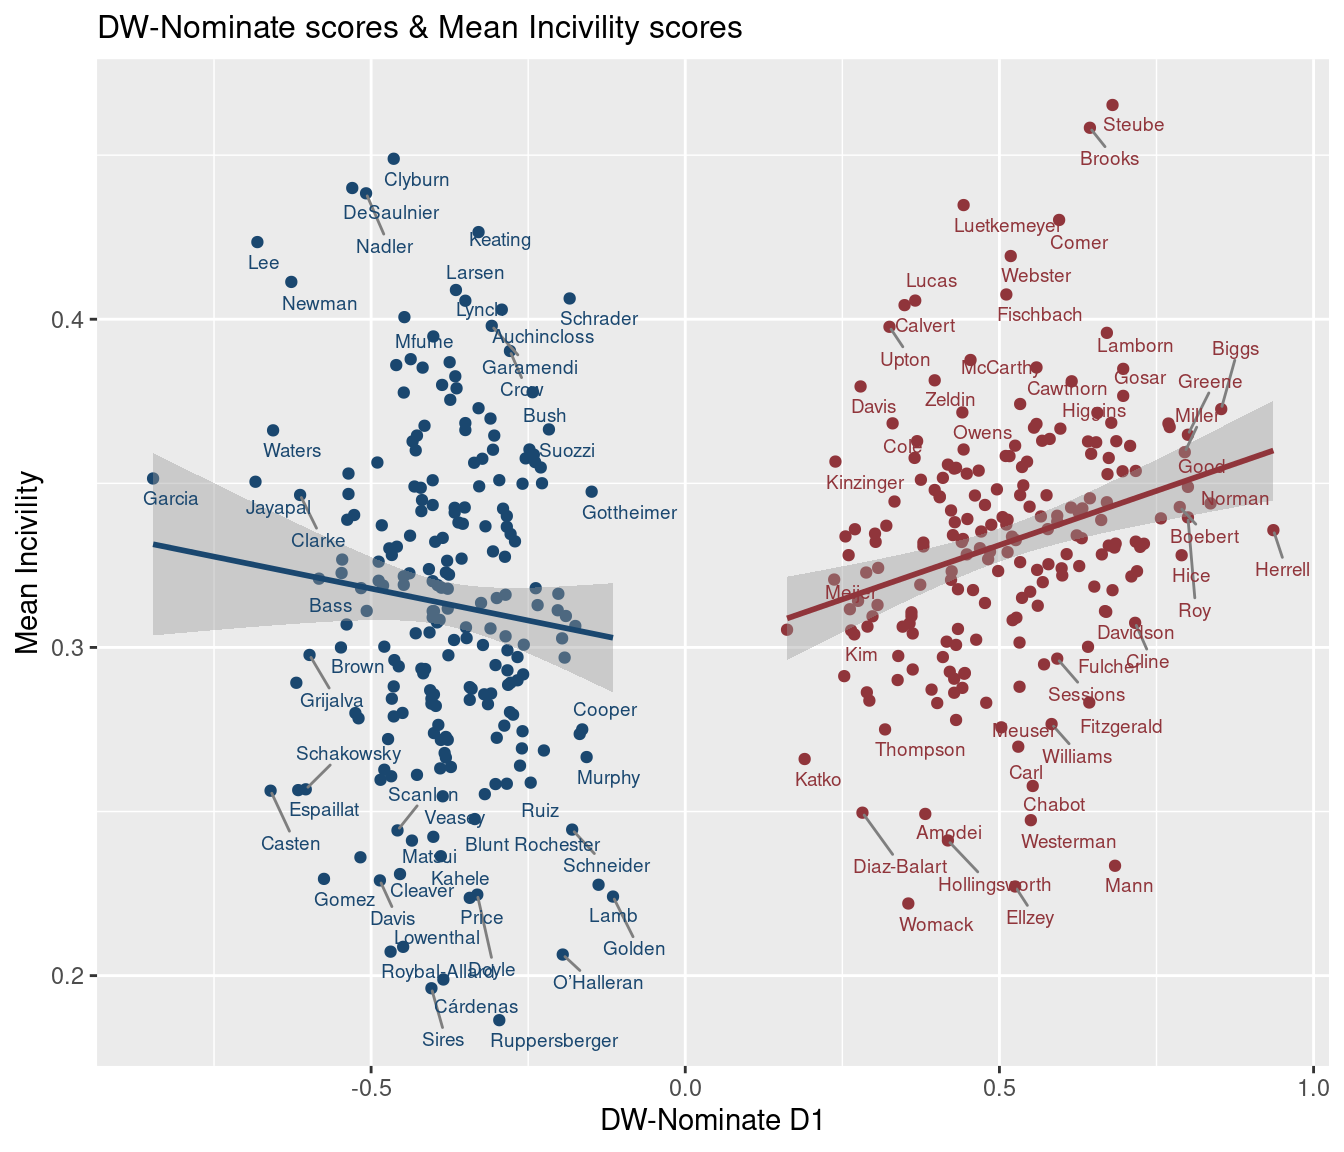 DW-Nominate scores & Mean Incivility scores
Steube
Brooks
Clyburn
DeSaulnier
Luetkemeyer
Nadler
Keating
Comer
Lee
Larsen
Webster
Lucas
Newman
Lynch
Fischbach
Schrader
0.4
Calvert
Auchincloss
Mfume
Lamborn
Biggs
Upton
Garamendi
McCarthy
Gosar
Greene
Crow
Cawthorn
Zeldin
Davis
Higgins
Bush
Miller
Owens
Cole
Waters
Suozzi
Good
Kinzinger
Garcia
Norman
Jayapal
Gottheimer
Boebert
Clarke
Herrell
Hice
Meijer
Bass
Roy
Davidson
0.3
Kim
Cline
Brown
Fulcher
Sessions
Grijalva
Cooper
Fitzgerald
Meuser
Thompson
Schakowsky
Williams
Carl
Murphy
Katko
Scanlon
Chabot
Espaillat
Ruiz
Veasey
Amodei
Westerman
Casten
Blunt Rochester
Matsui
Schneider
Diaz-Balart
Kahele
Hollingsworth
Mann
Cleaver
Gomez
Davis
Price
Lamb
Ellzey
Womack
Lowenthal
Golden
Roybal-Allard
Doyle
0.2
O'Halleran
Cárdenas
Sires
Ruppersberger
-0.5
0.0
0.5
1.0
DW-Nominate D1
Mean Incivility